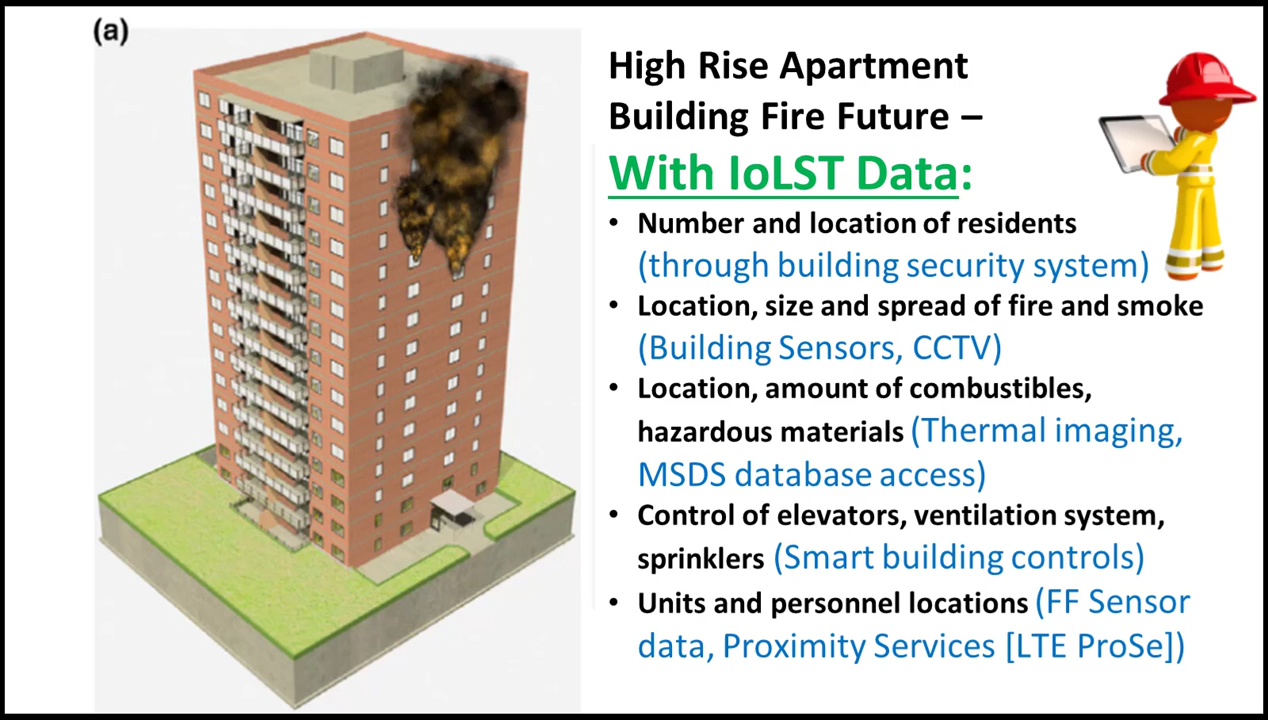 (a)
High Rise Apartment
Building Fire Future –
With IoLST Data:
• Number and location of residents
(through building security system)
• Location, size and spread of fire and smoke
(Building Sensors, CCTV)
• Location, amount of combustibles,
hazardous materials (Thermal imaging,
MSDS database access)
• Control of elevators, ventilation system,
sprinklers (Smart building controls)
• Units and personnel locations (FF Sensor
data, Proximity Services [LTE ProSe])